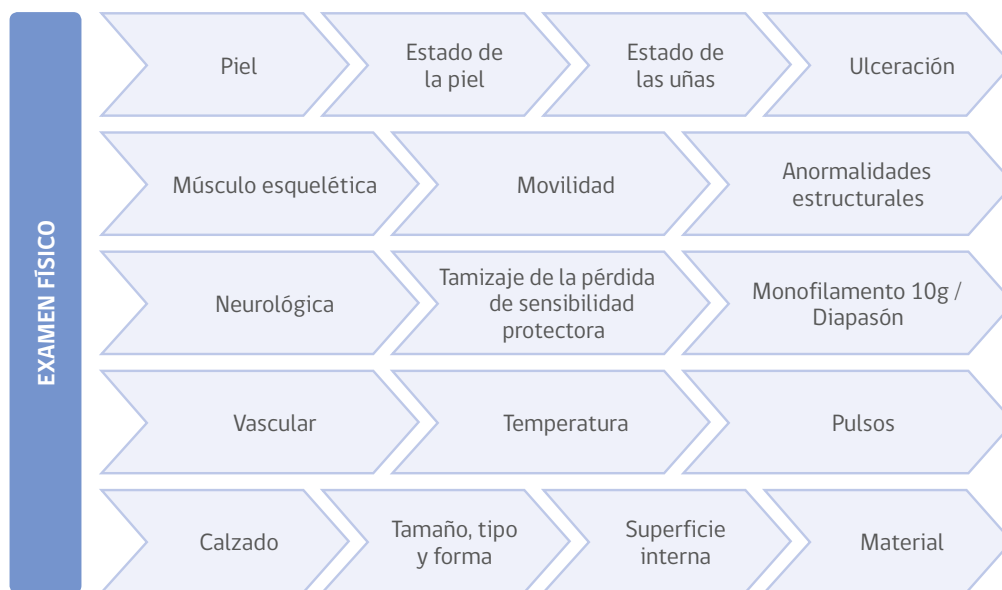 EXAMEN FÍSICO
Piel
Estado de
la piel
Estado de
las uñas
Ulceración
Músculo esquelética
Movilidad
Anormalidades
estructurales
Neurológica
Tamizaje de la pérdida
de sensibilidad
protectora
Monofilamento 10g /
Diapasón
Vascular
Temperatura
Pulsos
Calzado
Tamaño, tipo
y forma
Superficie
interna
Material